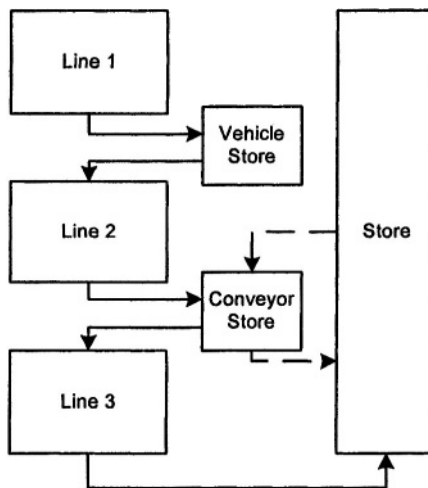 Line 1
Vehicle
Store
Line 2
Store
Conveyor
Store
Line 3